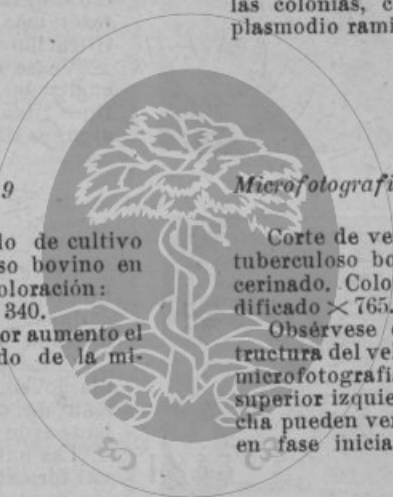 las colonias, c
plasmodio rami
9
lo de cultivo
so bovino en
oloración:
340.
or aumento el
do de la mi-
Microfotografí
Corte de ve
tuberculoso bo
cerinado. Colo
dificado × 765.
Obsérvese e
tructura del vel
microfotografía
superior izquie
cha pueden ver
en fase inicia